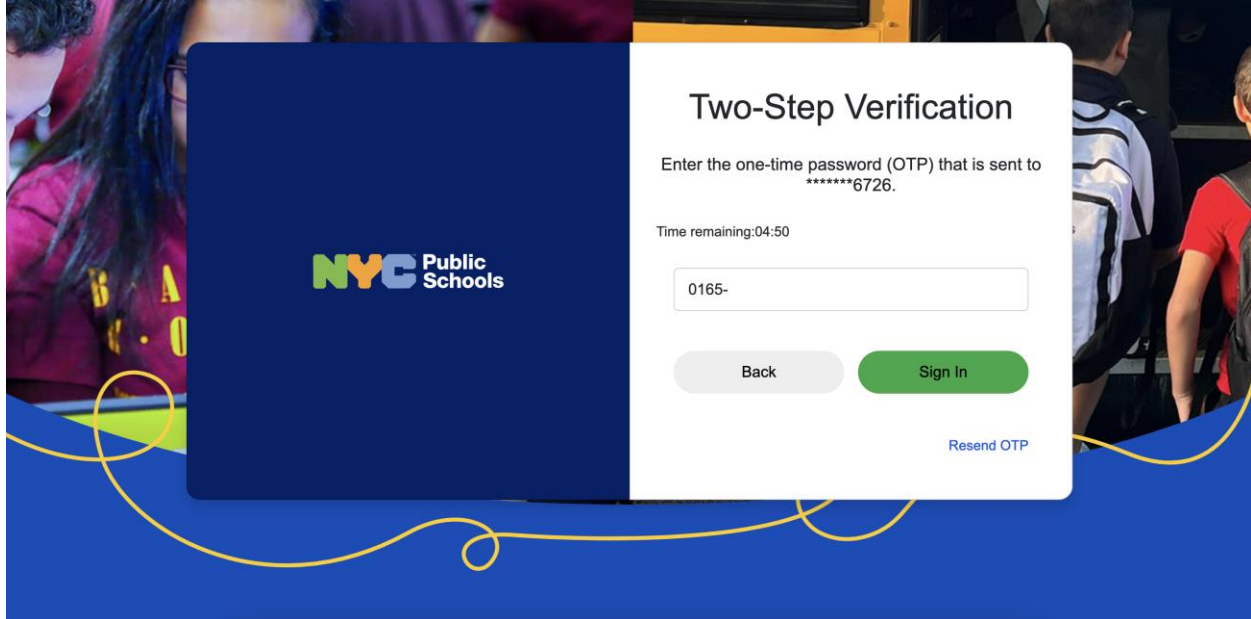 Two-Step Verification
Enter the one-time password (OTP) that is sent to
*******6726.
Time remaining:04:50
NYC Public
Schools
0165-
Back
Sign In
Resend OTP